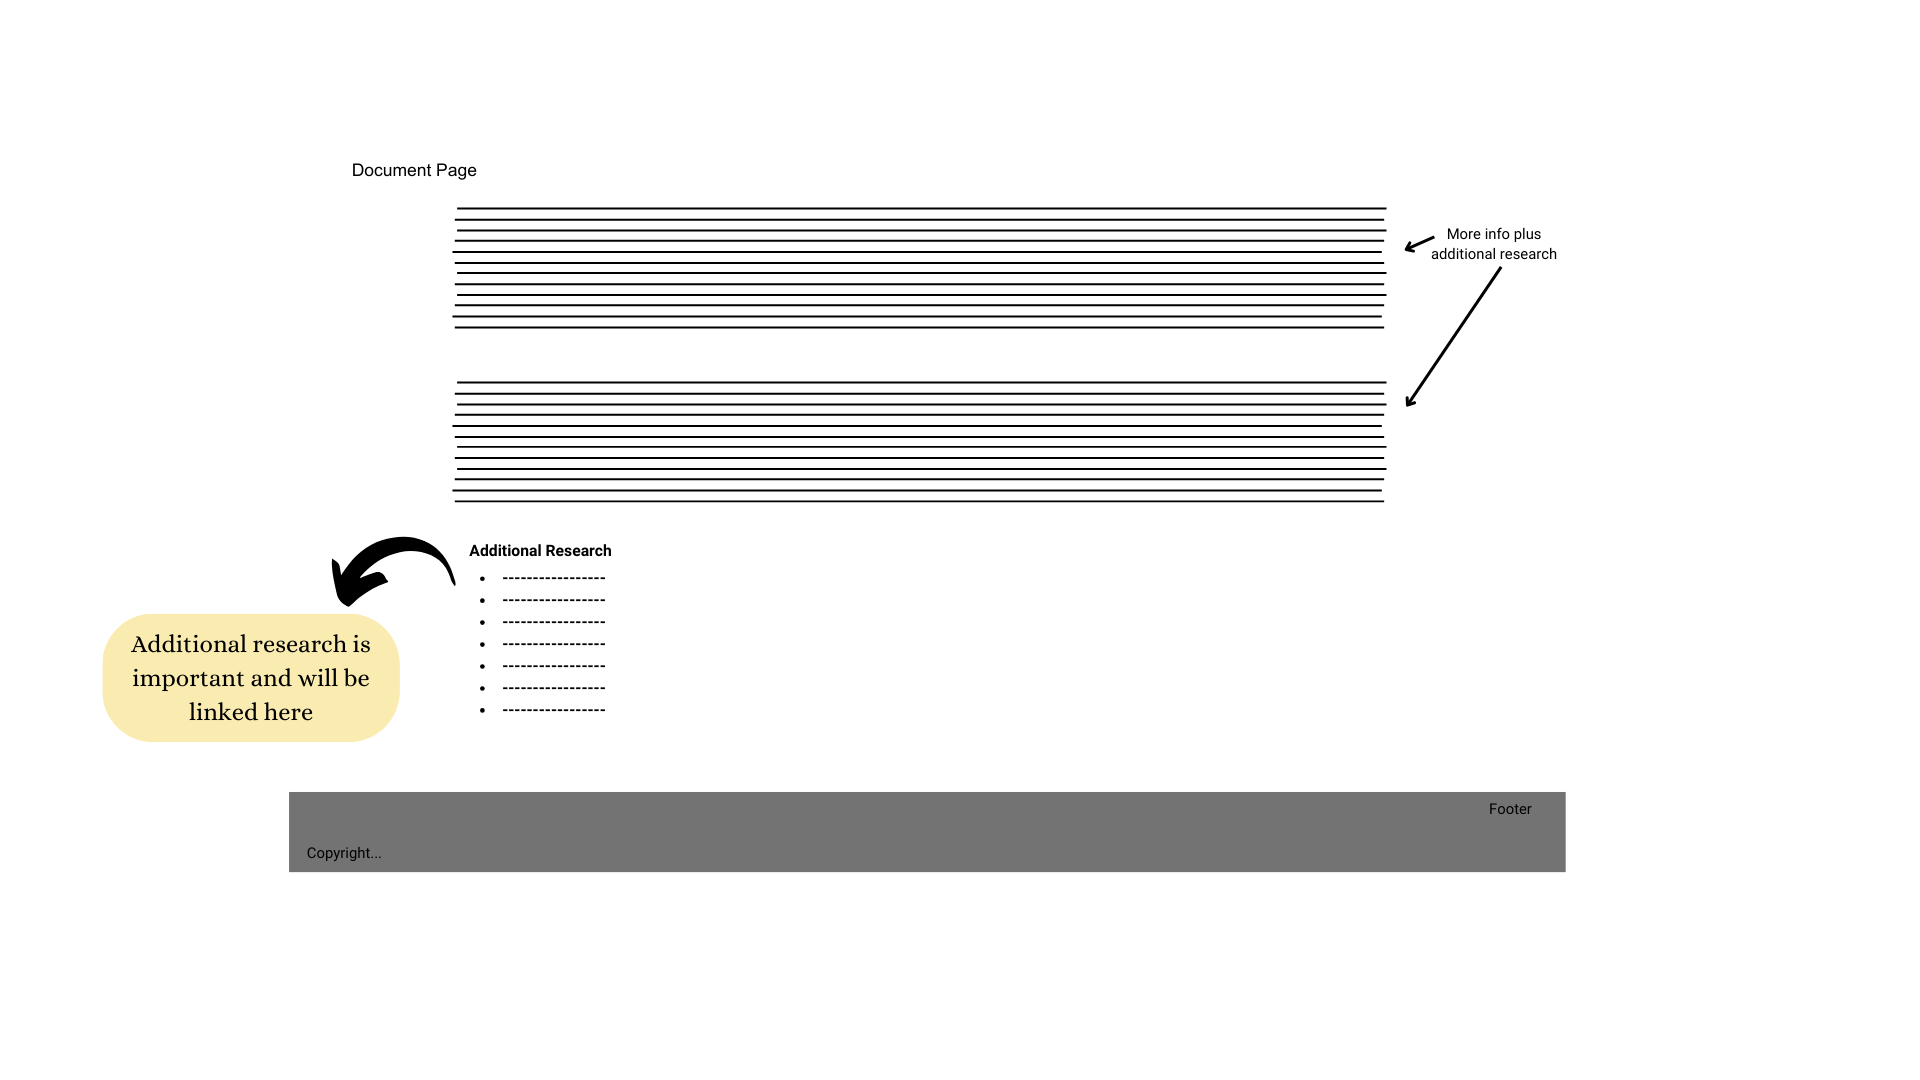 Document Page
More info plus
additional research
Additional Research
• -----------------
• -----------------
• -----------------
• -----------------
• -----------------
• -----------------
• -----------------
Additional research is
important and will be
linked here
Footer
Copyright...